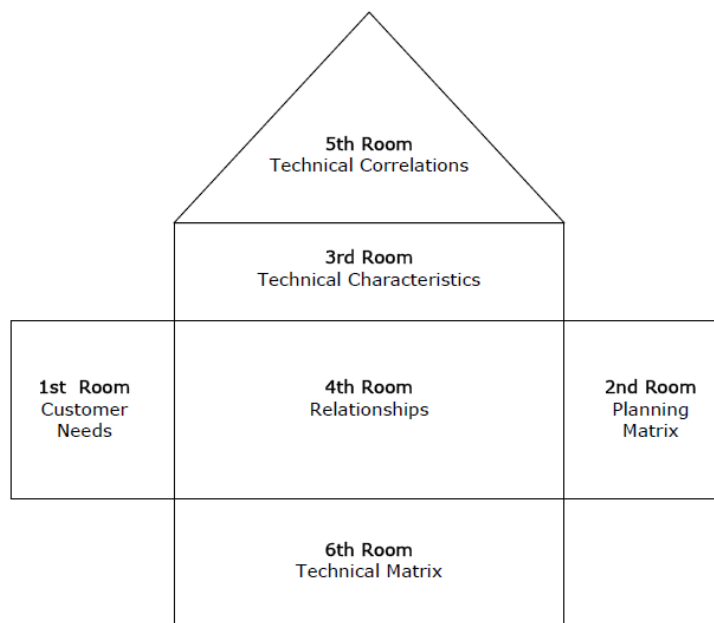 5th Room
Technical Correlations
3rd Room
Technical Characteristics
1st Room
Customer
Needs
4th Room
Relationships
2nd Room
Planning
Matrix
6th Room
Technical Matrix